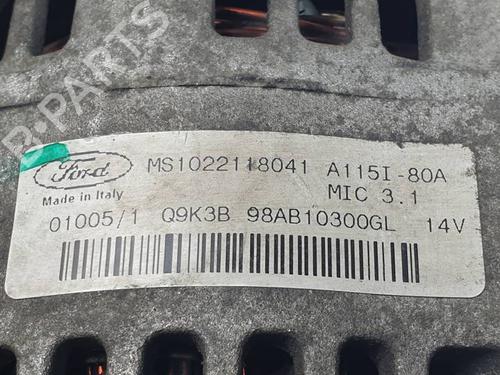 B-PARTS
Ford MS1022118041 A115I-80A
Made in Italy MIC 3.1
01005/1 Q9K3B 98AB10300GL 14V